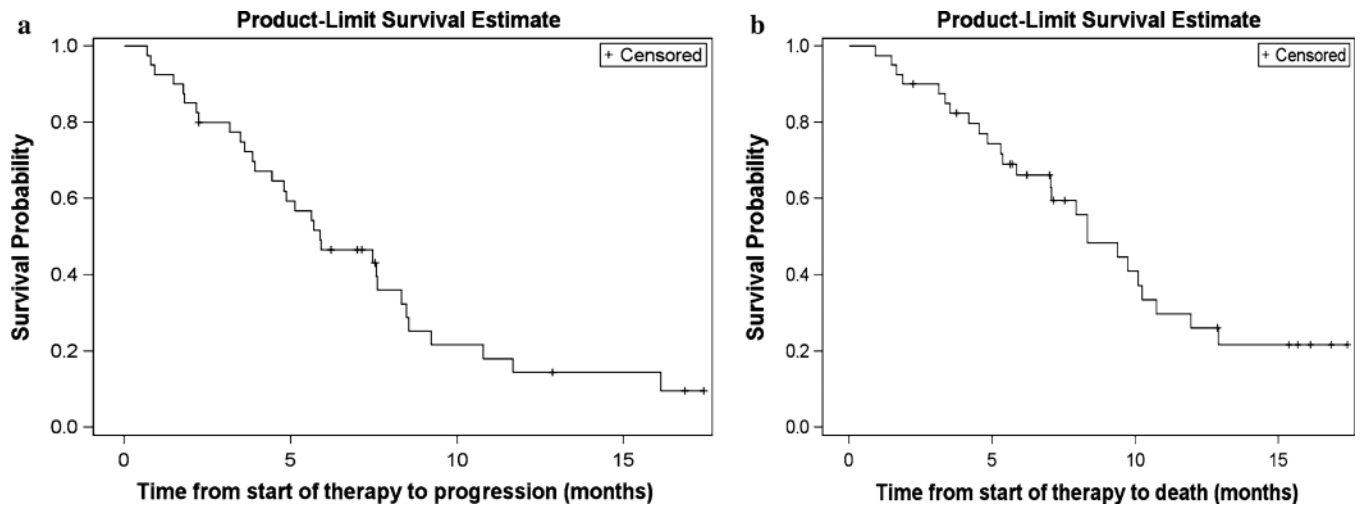 a
Product-Limit Survival Estimate
+ Censored
1.0
0.8
0.6
0.4
0.2
0.0
Survival Probability
0
5
10
15
Time from start of therapy to progression (months)
b
Product-Limit Survival Estimate
+ Censored
1.0
0.8
0.6
0.4
0.2
0.0
Survival Probability
0
5
10
15
Time from start of therapy to death (months)